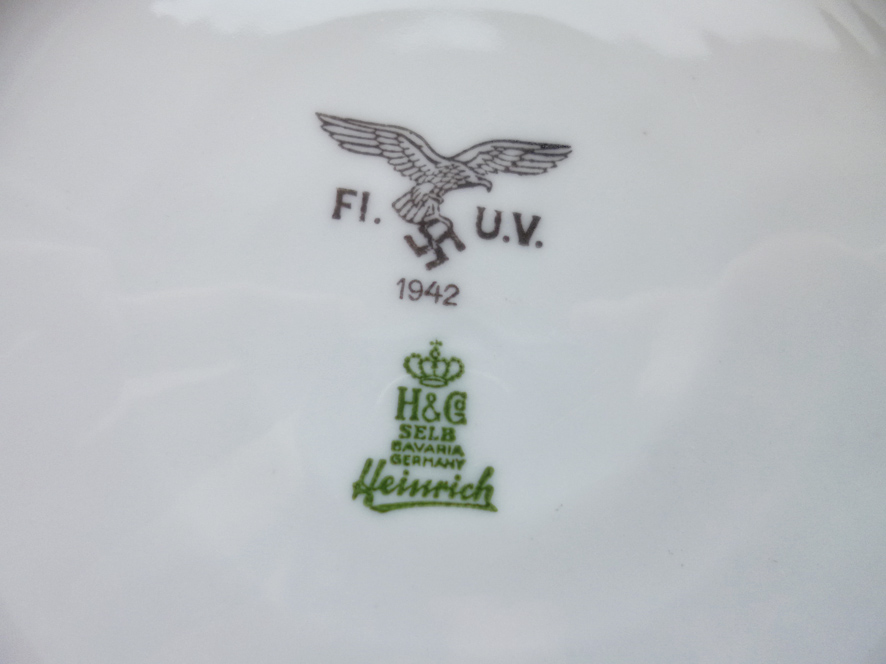 Fl. U.V.
1942
H&Co
SELB
BAVARIA
GERMANY
Heinrich